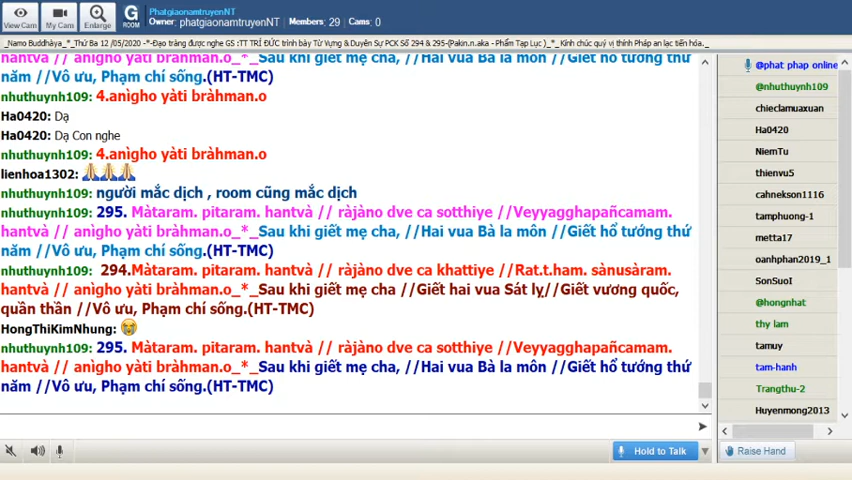 View Cam
My Cam
Enlarge
G
ROOM
PhatgiaonamtruyenNT
Owner: phatgiaonamtruyenNT Members: 29 Cams: 0
_Namo Buddhàya_*_Thứ Ba 12 /05/2020 -*-Đạo tràng được nghe GS :TT TRÍ ĐỨC trình bày Từ Vựng &Duyên Sự PCK Số 294 & 295-(Pakin.n.aka - Phẩm Tạp Lục )_*_ Kính chúc quý vị thính Pháp an lạc tiến hóa._
hantvà // anìgho yàti bràhman.o_*_Sau khi giết mẹ cha, //Hai vua Bà la môn //Giết hổ tướng thứ
năm //Vô ưu, Phạm chí sống.(HT-TMC)
nhuthuynh109: 4.anìgho yàti bràhman.o
Ha0420: Dạ
Ha0420: Dạ Con nghe
nhuthuynh109: 4.anìgho yàti bràhman.o
lienhoa1302:
nhuthuynh109: người mắc dịch , room cũng mắc dịch
nhuthuynh109: 295. Màtaram. pitaram. hantvà // ràjàno dve ca sotthiye //Veyyagghapañcamam.
hantvà // anìgho yàti bràhman.o_*_Sau khi giết mẹ cha, //Hai vua Bà la môn //Giết hổ tướng thứ
năm //Vô ưu, Phạm chí sống.(HT-TMC)
nhuthuynh109: 294.Màtaram. pitaram. hantvà // ràjàno dve ca khattiye //Rat.t.ham. sànusàram.
hantvà // anìgho yàti bràhman.o_*_Sau khi giết mẹ cha //Giết hai vua Sát lỵ//Giết vương quốc,
quần thần //Vô ưu, Phạm chí sống.(HT-TMC)
HongThiKimNhung:
nhuthuynh109: 295. Màtaram. pitaram. hantvà // ràjàno dve ca sotthiye //Veyyagghapañcamam.
hantvà // anìgho yàti bràhman.o_*_Sau khi giết mẹ cha, //Hai vua Bà la môn //Giết hổ tướng thứ
năm //Vô ưu, Phạm chí sống.(HT-TMC)
Hold to Talk
@phat phap online
@nhuthuynh109
chieclamuaxuan
Ha0420
NiemTu
thienvu5
cahnekson1116
tamphuong-1
metta17
oanhphan2019_1
SonSuoI
@hongnhat
thy lam
tamuy
tam-hanh
Trangthu-2
Huyenmong2013
Raise Hand